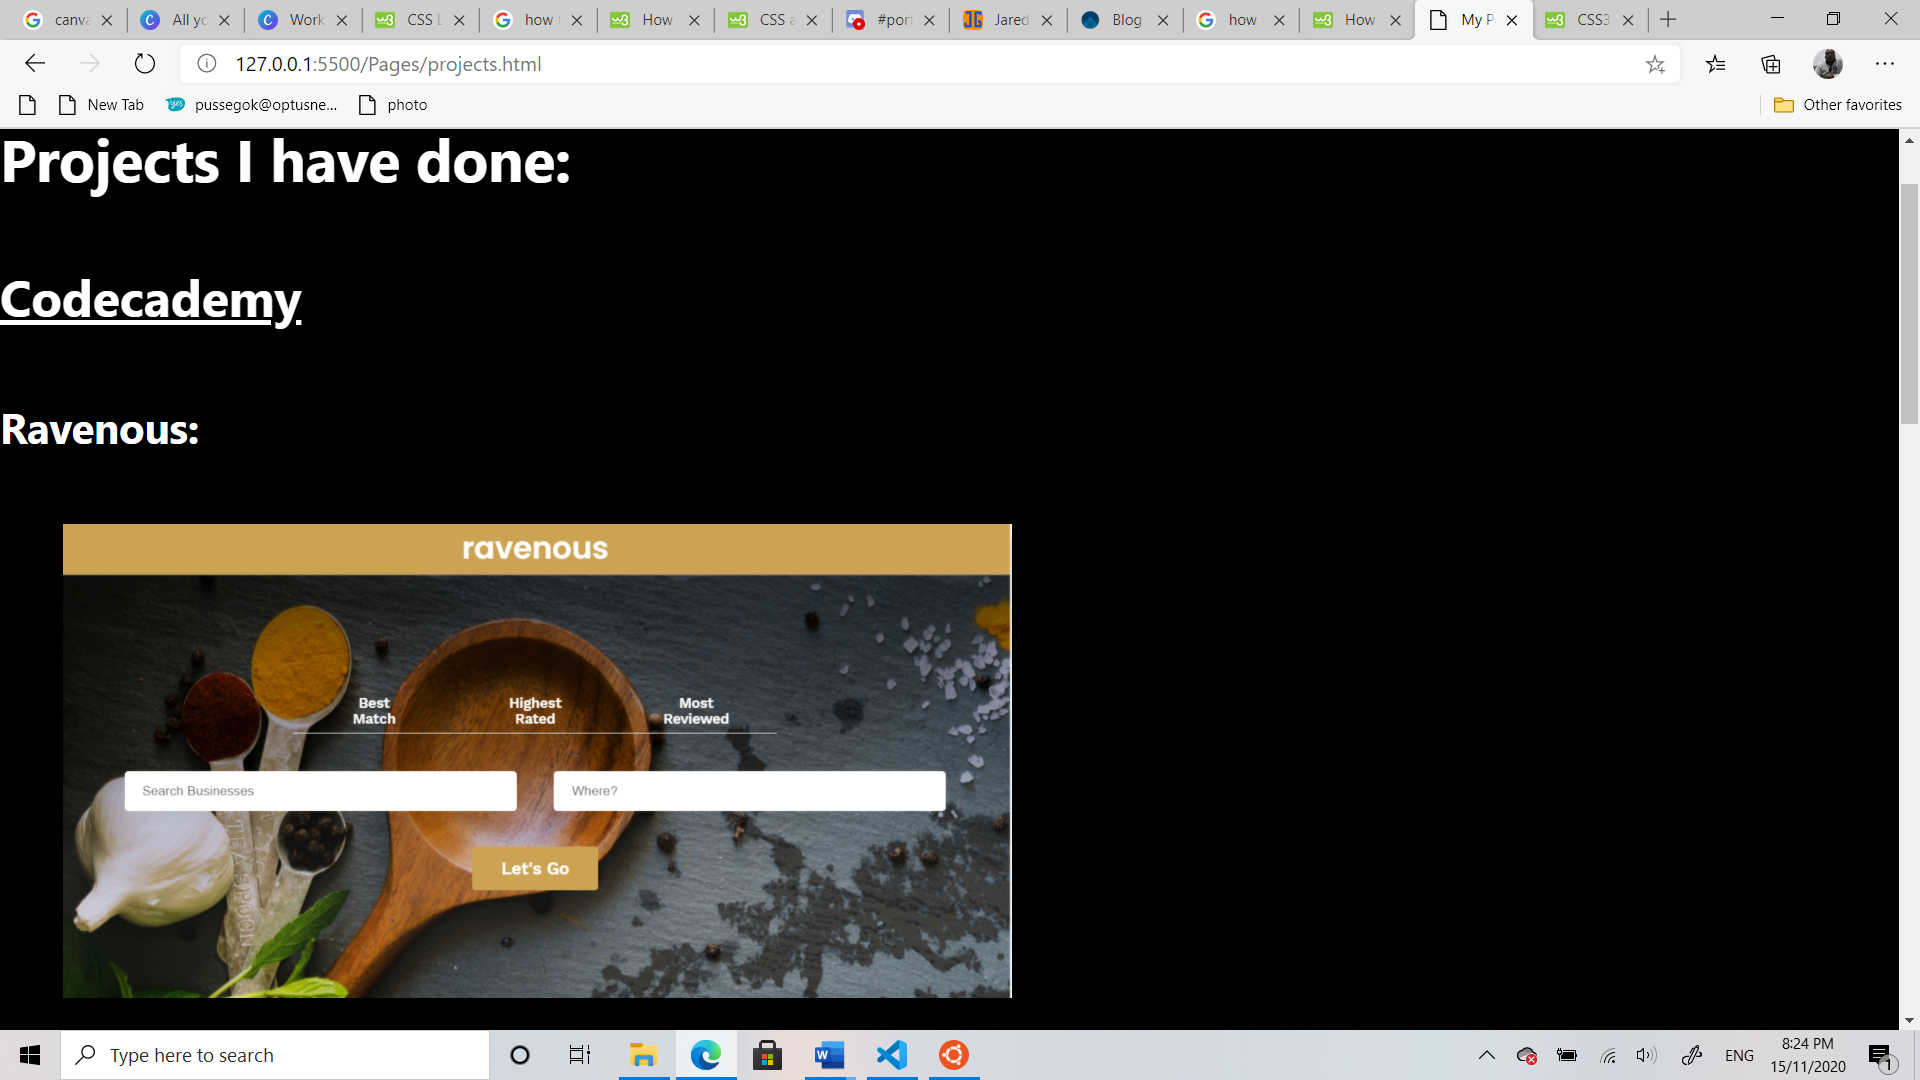 canva
All yo
Work
CSS L
how t
How
CSS a
#port
Jared
Blog
how
How
My P
CSS3
127.0.0.1:5500/Pages/projects.html
New Tab
yes
pussegok@optusne...
photo
Other favorites
Projects I have done:
Codecademy
Ravenous:
ravenous
Best
Match
Highest
Rated
Most
Reviewed
Search Businesses
Where?
Let's Go
Type here to search
ENG
8:24 PM
15/11/2020
1